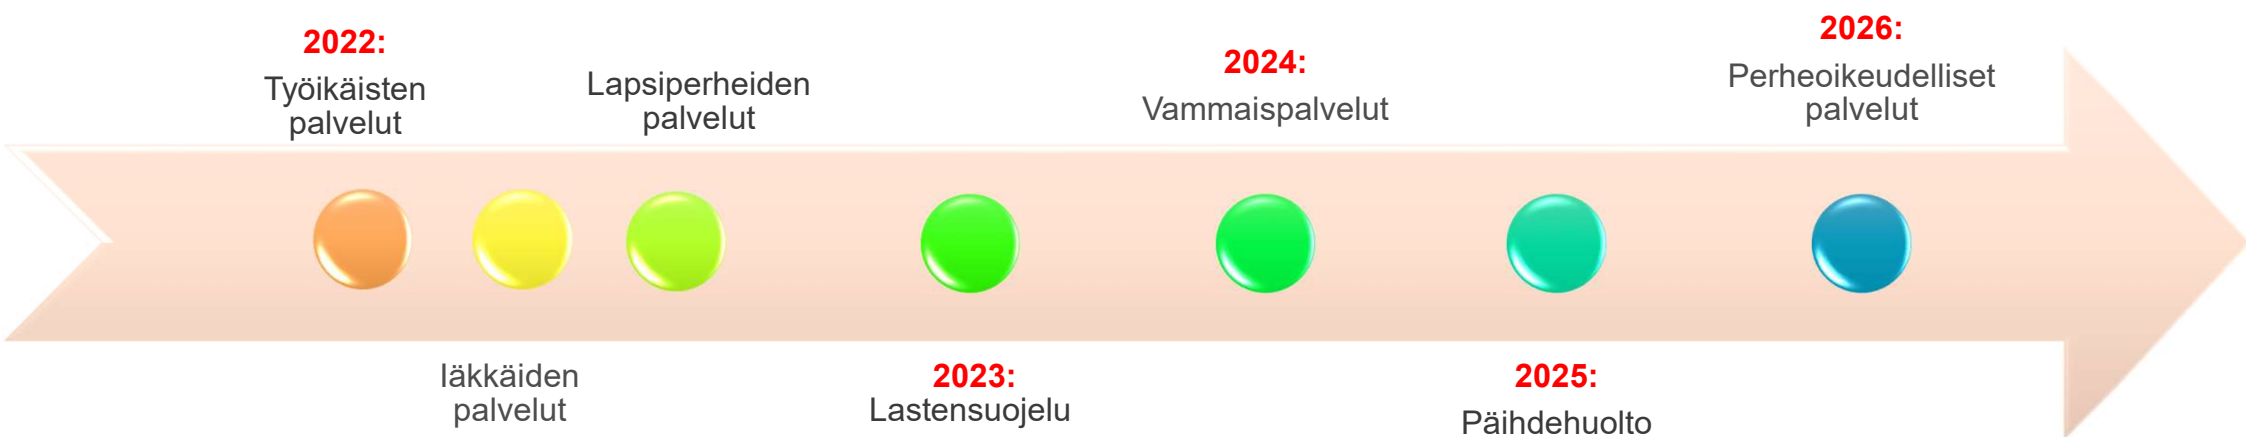 2022:
Työikäisten
palvelut
Iäkkäiden
palvelut
Lapsiperheiden
palvelut
2023:
Lastensuojelu
2024:
Vammaispalvelut
2025:
Päihdehuolto
2026:
Perheoikeudelliset
palvelut